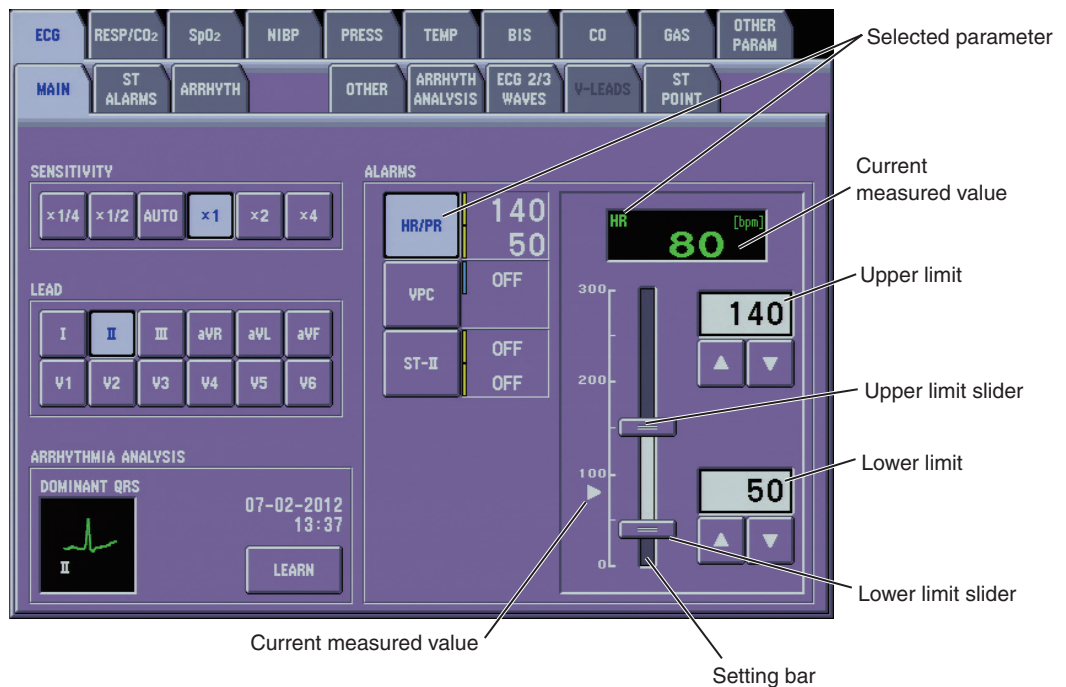 ECG RESP/CO2 SpO2 NIBP PRESS TEMP BIS CO GAS OTHER PARAM
MAIN ST ALARMS ARRHYTH OTHER ARRHYTH ANALYSIS ECG 2/3 WAVES V-LEADS ST POINT
Selected parameter
SENSITIVITY
×1/4 ×1/2 AUTO ×1 ×2 ×4
LEAD
I II III aVR aVL aVF
V1 V2 V3 V4 V5 V6
ARRHYTHMIA ANALYSIS
DOMINANT QRS
II
07-02-2012
13:37
LEARN
ALARMS
HR/PR 140
50
VPC OFF
ST-II OFF
OFF
HR [bpm]
80
300
200
100
0
140
▲ ▼
50
▲ ▼
Current
measured value
Upper limit
Upper limit slider
Lower limit
Lower limit slider
Current measured value
Setting bar